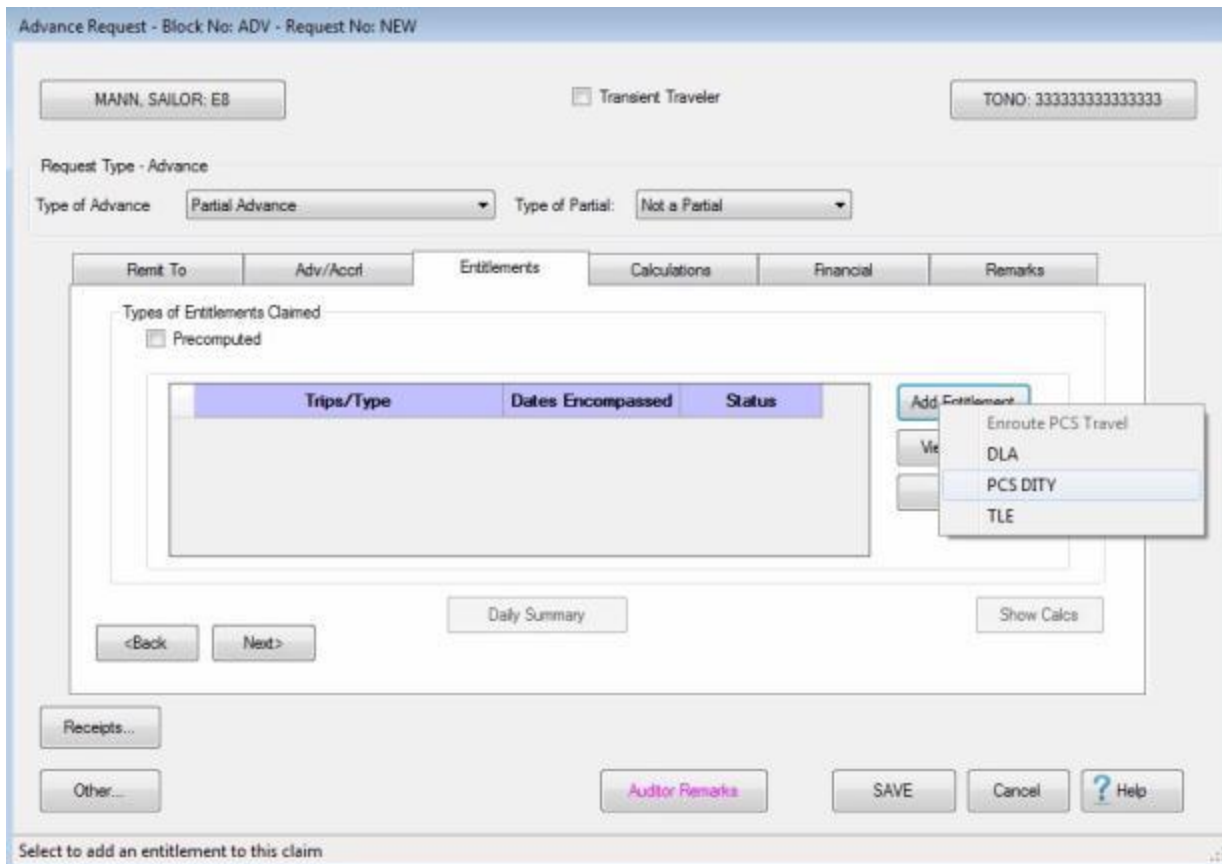 Advance Request - Block No: ADV - Request No: NEW
MANN, SAILOR: E8
Transient Traveler
TONO: 333333333333333
Request Type - Advance
Type of Advance Partial Advance Type of Partial: Not a Partial
Remit To Adv/Accrl Entitlements Calculations Financial Remarks
Types of Entitlements Claimed
Precomputed
Trips/Type Dates Encompassed Status
Add Entitlement
Enroute PCS Travel
DLA
PCS DITY
TLE
Daily Summary Show Calcs
<Back Next>
Receipts...
Other... Auditor Remarks SAVE Cancel ? Help
Select to add an entitlement to this claim